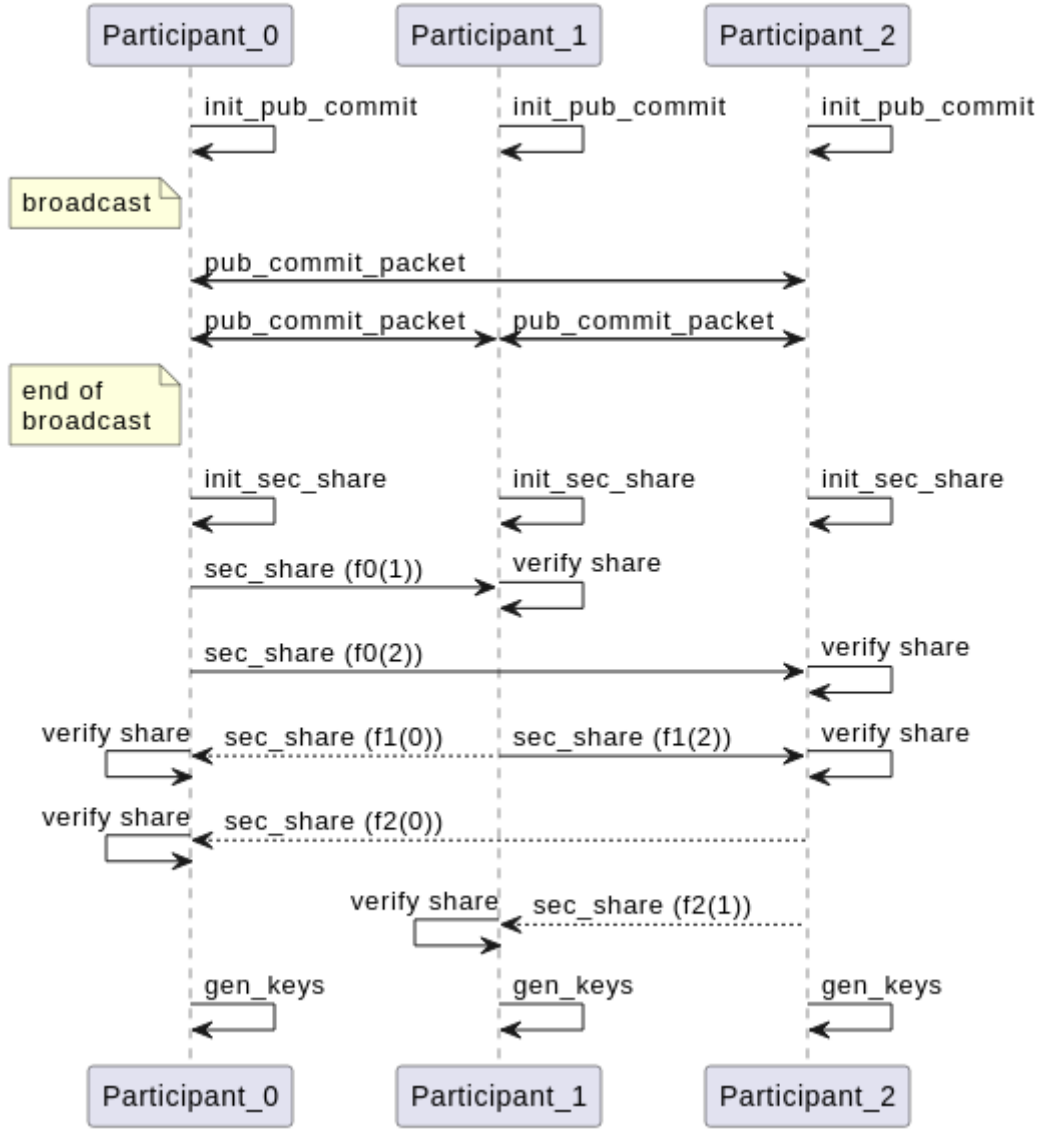 Participant_0 Participant_1 Participant_2
init_pub_commit init_pub_commit init_pub_commit
broadcast
pub_commit_packet
pub_commit_packet pub_commit_packet
end of
broadcast
init_sec_share init_sec_share init_sec_share
sec_share (f0(1)) verify share
sec_share (f0(2)) verify share
verify share sec_share (f1(0)) sec_share (f1(2)) verify share
verify share sec_share (f2(0))
verify share sec_share (f2(1))
gen_keys gen_keys gen_keys
Participant_0 Participant_1 Participant_2